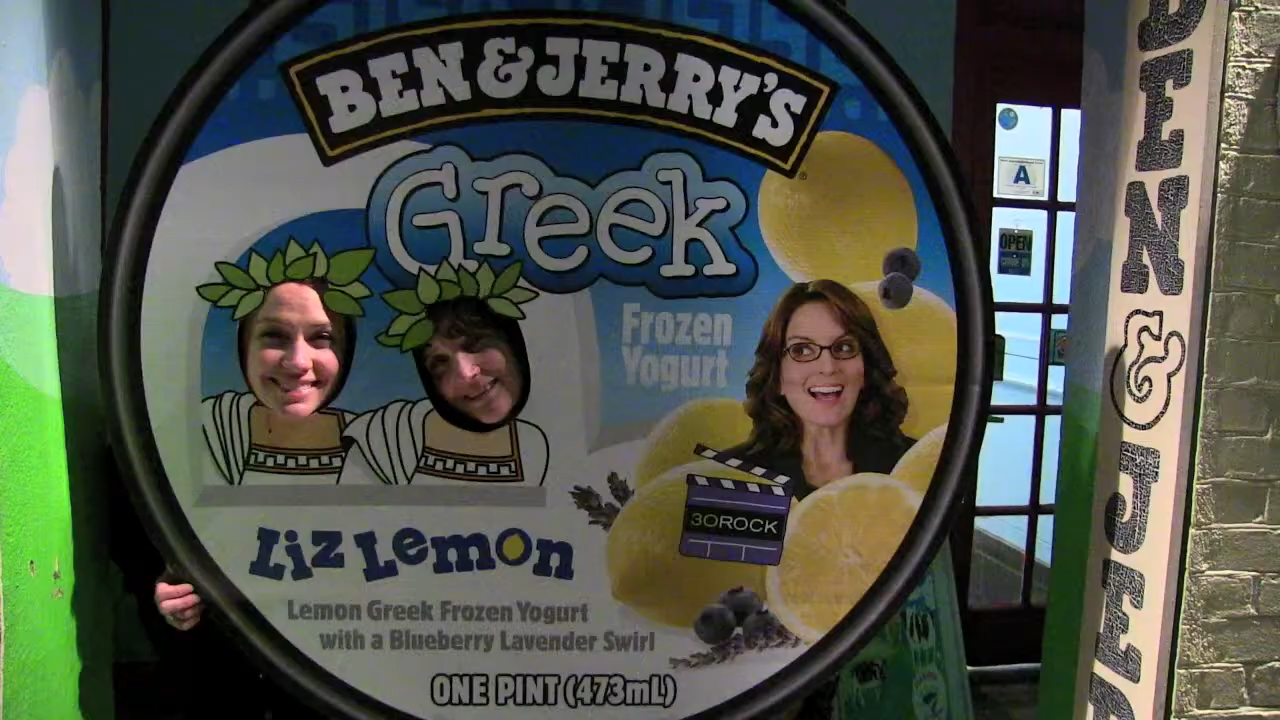 BEN & JERRY'S
Greek
Frozen
Yogurt
3OROCK
Liz Lemon
Lemon Greek Frozen Yogurt
with a Blueberry Lavender Swirl
ONE PINT (473mL)
A
OPEN
BEN & JER